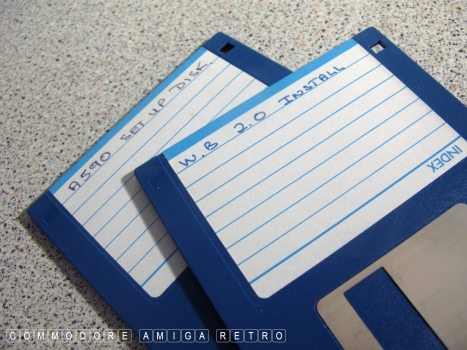 A590 SET UP DISK.
W.B 2.0 INSTALL
INDEX
COMMODORE AMIGA RETRO